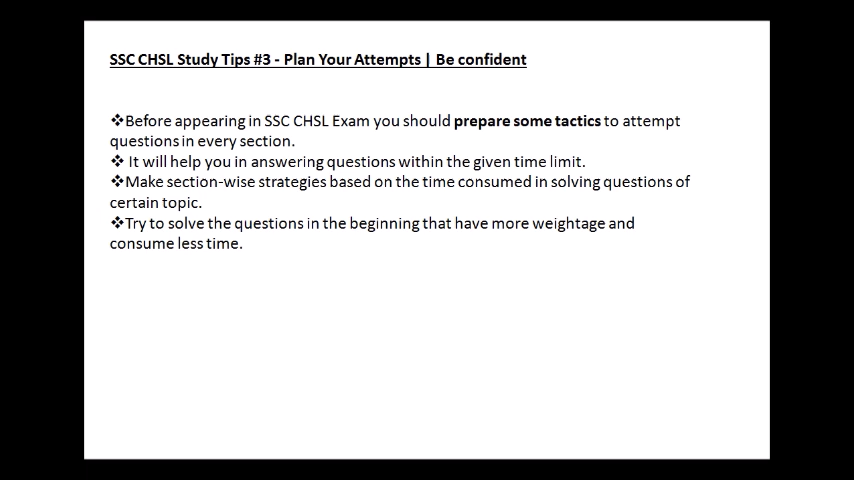 SSC CHSL Study Tips #3 - Plan Your Attempts | Be confident
❖Before appearing in SSC CHSL Exam you should prepare some tactics to attempt
questions in every section.
❖ It will help you in answering questions within the given time limit.
❖Make section-wise strategies based on the time consumed in solving questions of
certain topic.
❖Try to solve the questions in the beginning that have more weightage and
consume less time.